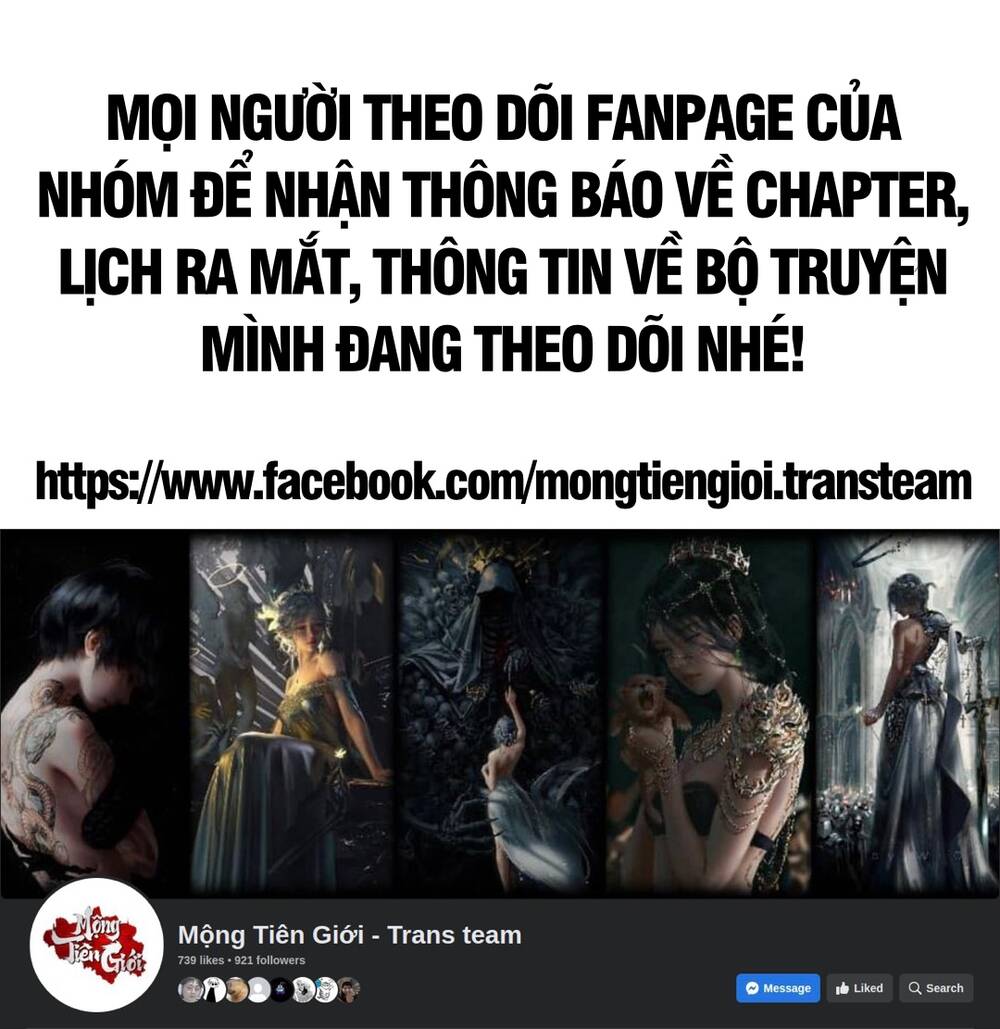 MỌI NGƯỜI THEO DÕI FANPAGE CỦA
NHÓM ĐỂ NHẬN THÔNG BÁO VỀ CHAPTER,
LỊCH RA MẮT, THÔNG TIN VỀ BỘ TRUYỆN
MÌNH ĐANG THEO DÕI NHÉ!
https://www.facebook.com/mongtiengioi.transteam
Mộng
Tiên Giới
Mộng Tiên Giới - Trans team
739 likes • 921 followers
Message Liked Search